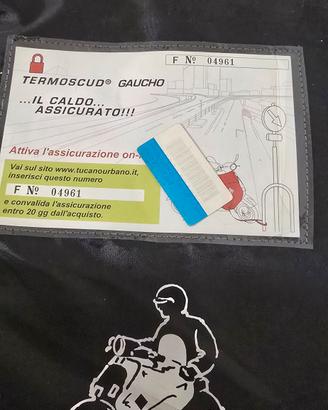 F Nº 04961
TERMOSCUD® GAUCHO
...IL CALDO...
ASSICURATO!!!
Attiva l'assicurazione on-
Vai sul sito www.tucanourbano.it,
inserisci questo numero
F Nº 04961
e convalida l'assicurazione
entro 20 gg dall'acquisto.